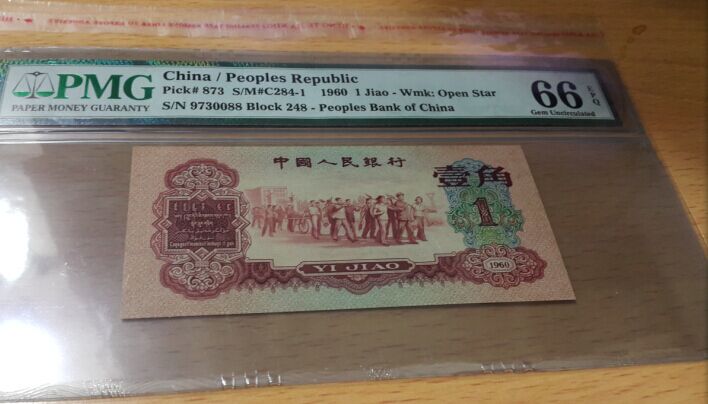 PMG
PAPER MONEY GUARANTY
China / Peoples Republic
Pick# 873 S/M#C284-1 1960 1 Jiao - Wmk: Open Star
S/N 9730088 Block 248 - Peoples Bank of China
66 EPQ
Gem Uncirculated
中國人民銀行
壹角
1
YI JIAO
1960